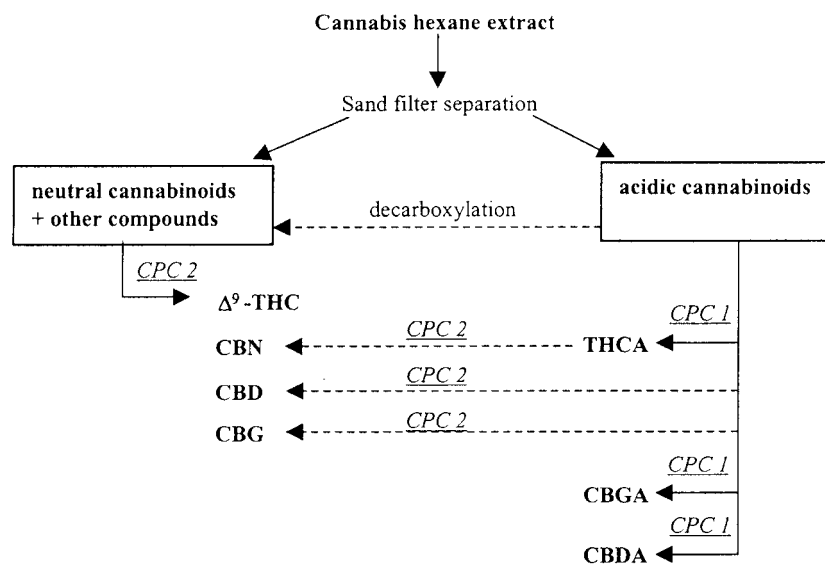 Cannabis hexane extract
Sand filter separation
neutral cannabinoids
+ other compounds
acidic cannabinoids
decarboxylation
CPC 2
Δ⁹-THC
CPC 1
CBN
CPC 2
THCA
CBD
CPC 2
CBG
CPC 2
CPC 1
CBGA
CPC 1
CBDA